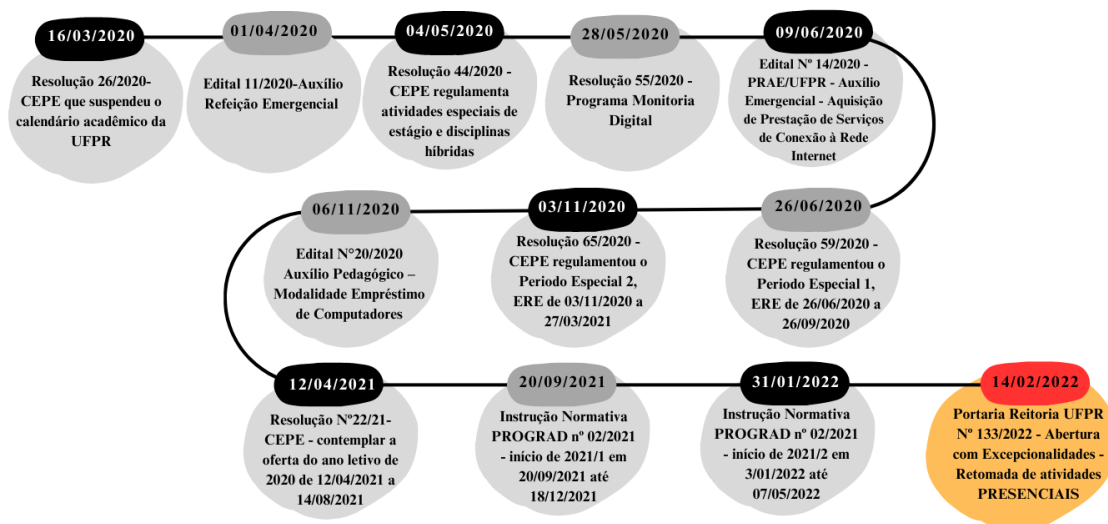 16/03/2020
Resolução 26/2020-
CEPE que suspendeu o
calendário acadêmico da
UFPR
01/04/2020
Edital 11/2020-Auxílio
Refeição Emergencial
04/05/2020
Resolução 44/2020 -
CEPE regulamenta
atividades especiais de
estágio e disciplinas
híbridas
28/05/2020
Resolução 55/2020 -
Programa Monitoria
Digital
09/06/2020
Edital Nº 14/2020 -
PRAE/UFPR - Auxílio
Emergencial - Aquisição
de Prestação de Serviços
de Conexão à Rede
Internet
26/06/2020
Resolução 59/2020 -
CEPE regulamentou o
Periodo Especial 1,
ERE de 26/06/2020 a
26/09/2020
03/11/2020
Resolução 65/2020 -
CEPE regulamentou o
Periodo Especial 2,
ERE de 03/11/2020 a
27/03/2021
06/11/2020
Edital N°20/2020
Auxílio Pedagógico –
Modalidade Empréstimo
de Computadores
12/04/2021
Resolução Nº22/21-
CEPE - contemplar a
oferta do ano letivo de
2020 de 12/04/2021 a
14/08/2021
20/09/2021
Instrução Normativa
PROGRAD nº 02/2021
- início de 2021/1 em
20/09/2021 até
18/12/2021
31/01/2022
Instrução Normativa
PROGRAD nº 02/2021
- início de 2021/2 em
3/01/2022 até
07/05/2022
14/02/2022
Portaria Reitoria UFPR
Nº 133/2022 - Abertura
com Excepcionalidades -
Retomada de atividades
PRESENCIAIS